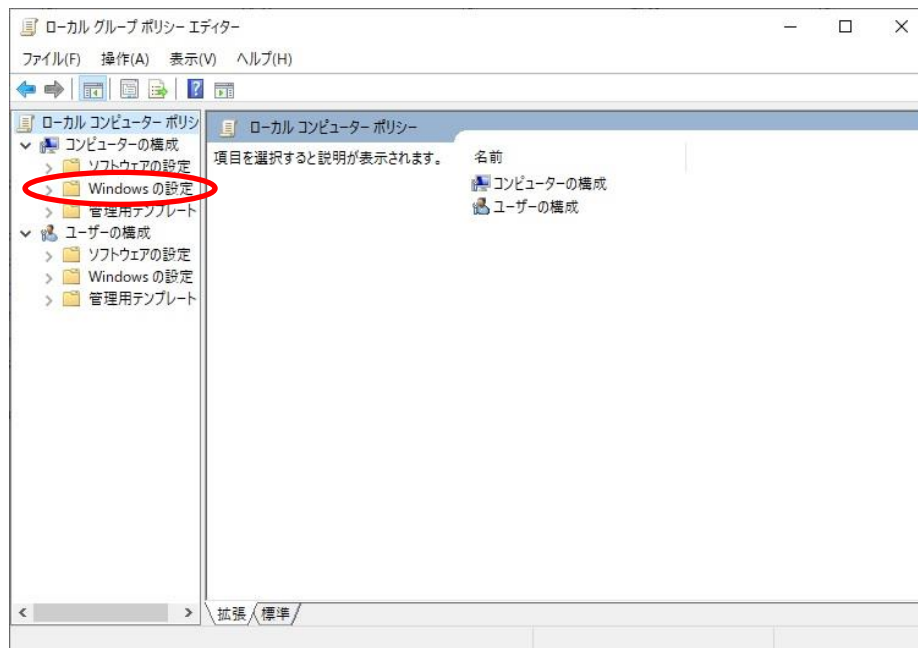 ローカル グループ ポリシー エディター
ファイル(F) 操作(A) 表示(V) ヘルプ(H)
ローカル コンピューター ポリシ
コンピューターの構成
ソフトウェアの設定
Windows の設定
管理用テンプレート
ユーザーの構成
ソフトウェアの設定
Windows の設定
管理用テンプレート
ローカル コンピューター ポリシー
項目を選択すると説明が表示されます。
名前
コンピューターの構成
ユーザーの構成
拡張 標準